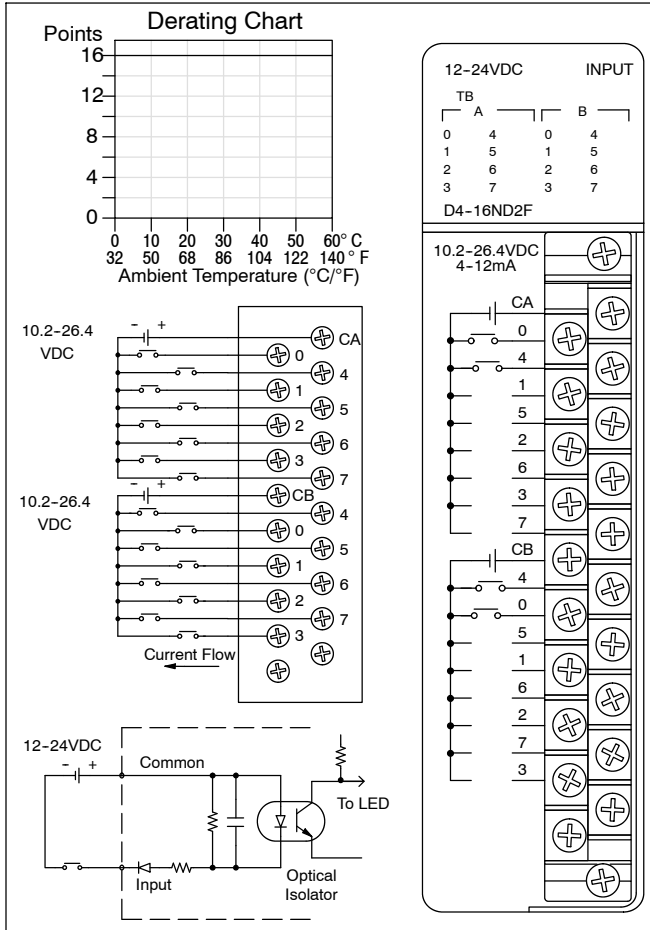 Derating Chart
Points
16
12
8
4
0
0 10 20 30 40 50 60° C
32 50 68 86 104 122 140° F
Ambient Temperature (°C/°F)
10.2-26.4
VDC
- +
CA
0
4
1
5
2
6
3
7
10.2-26.4
VDC
- +
CB
4
0
5
1
6
2
7
3
Current Flow
12-24VDC
- +
Common
Input
To LED
Optical
Isolator
12-24VDC INPUT
TB
A B
0 4 0 4
1 5 1 5
2 6 2 6
3 7 3 7
D4-16ND2F
10.2-26.4VDC
4-12mA
CA
0
4
1
5
2
6
3
7
CB
4
0
5
1
6
2
7
3